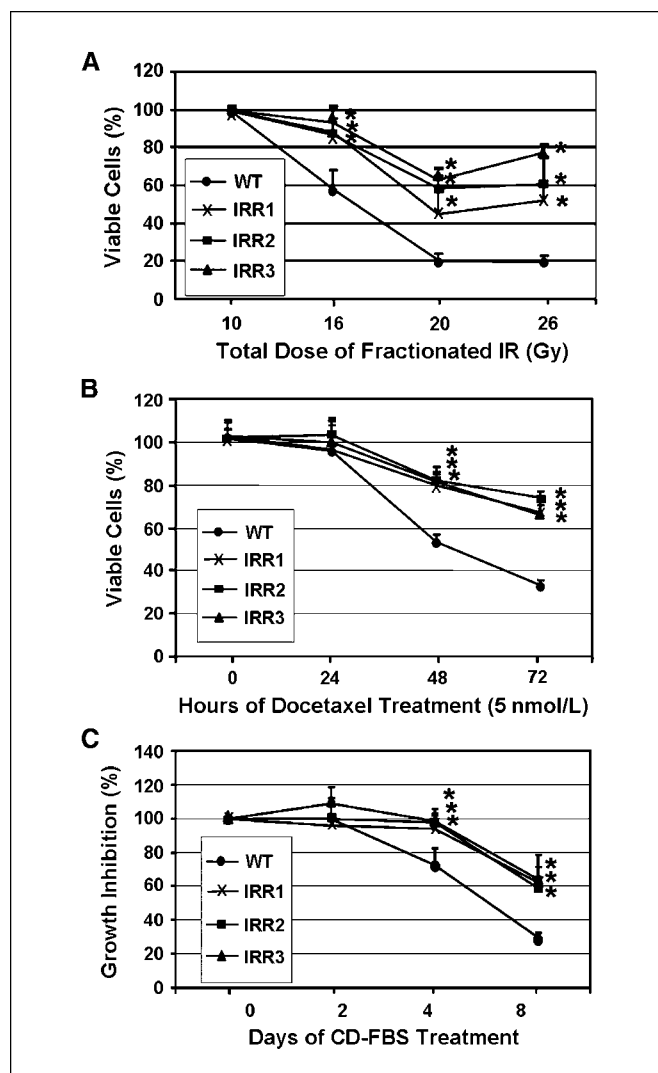 A
Viable Cells (%)
120
100
80
60
40
20
0
WT
IRR1
IRR2
IRR3
* * *
* * *
* * *
10 16 20 26
Total Dose of Fractionated IR (Gy)
B
Viable Cells (%)
120
100
80
60
40
20
0
WT
IRR1
IRR2
IRR3
* * *
* * *
0 24 48 72
Hours of Docetaxel Treatment (5 nmol/L)
C
Growth Inhibition (%)
140
120
100
80
60
40
20
0
WT
IRR1
IRR2
IRR3
* * *
* * *
0 2 4 8
Days of CD-FBS Treatment